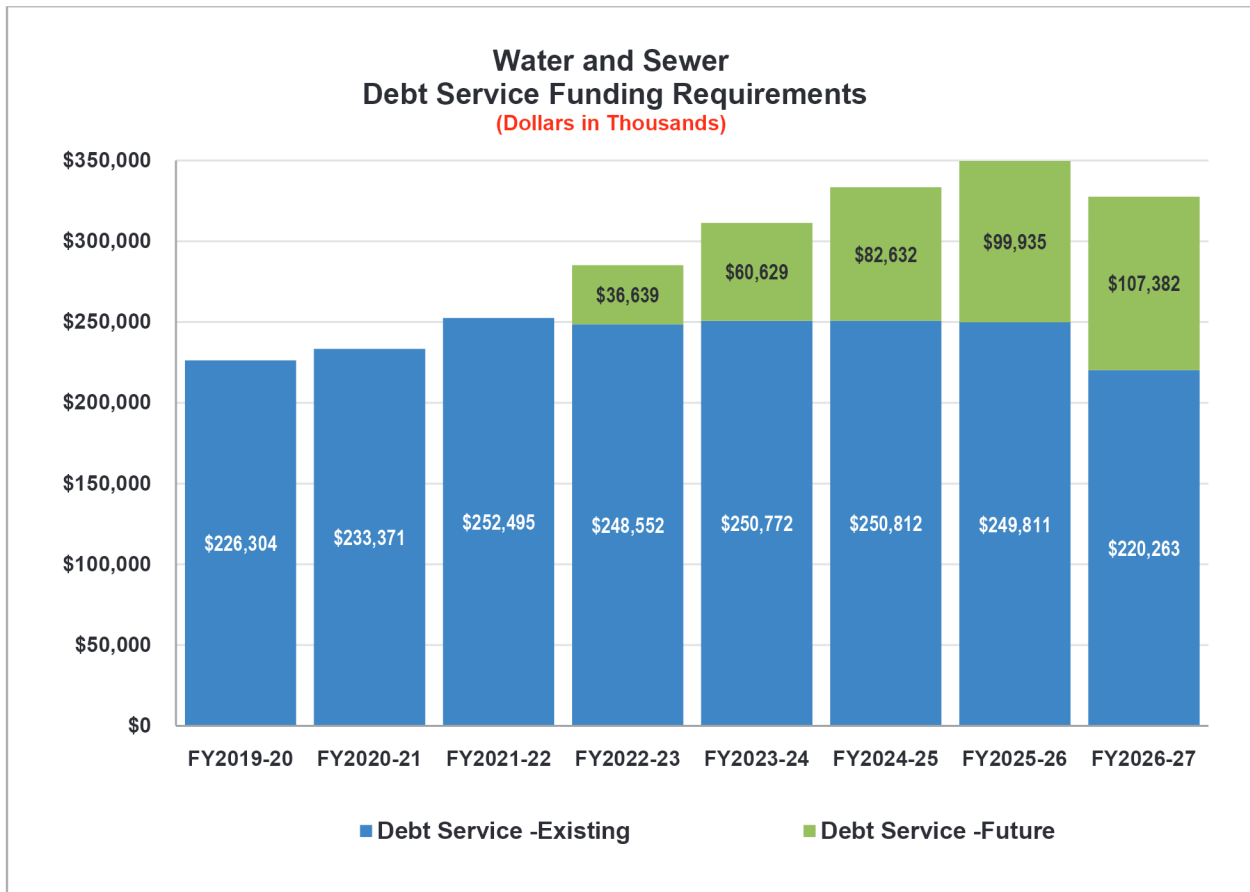 Water and Sewer
Debt Service Funding Requirements
(Dollars in Thousands)
$350,000
$300,000
$250,000
$200,000
$150,000
$100,000
$50,000
$0
$36,639
$60,629
$82,632
$99,935
$107,382
$226,304
$233,371
$252,495
$248,552
$250,772
$250,812
$249,811
$220,263
FY2019-20
FY2020-21
FY2021-22
FY2022-23
FY2023-24
FY2024-25
FY2025-26
FY2026-27
Debt Service -Existing
Debt Service -Future